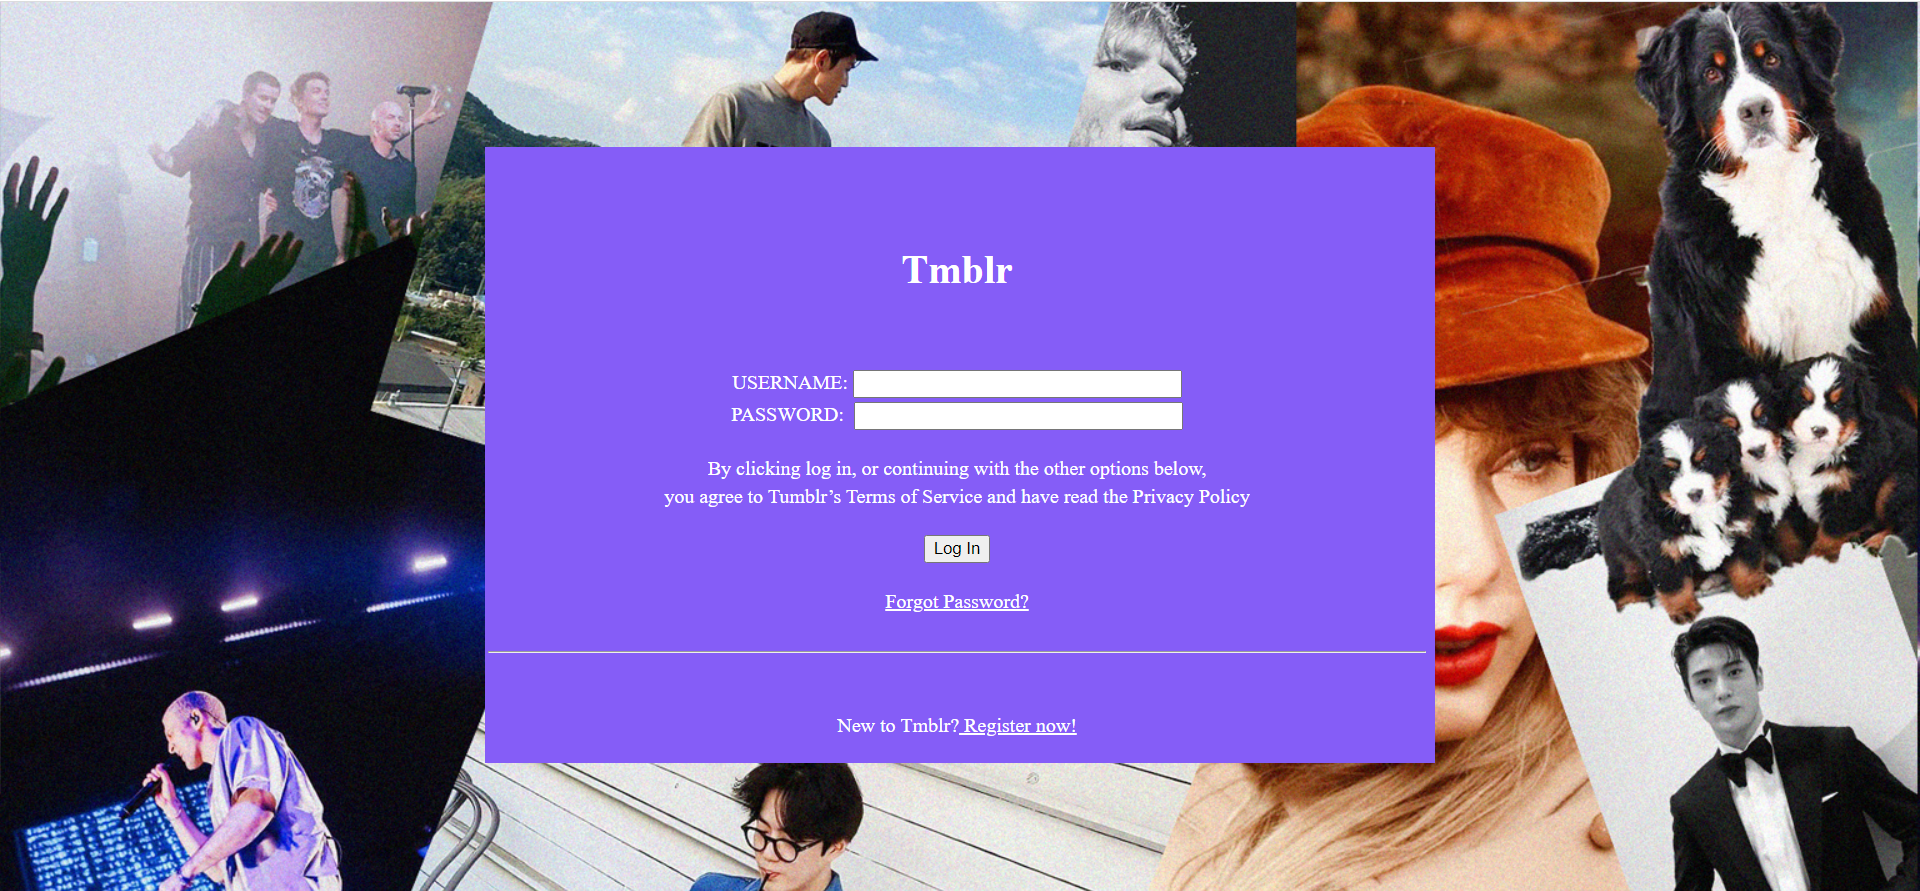 Tmblr
USERNAME:
PASSWORD:
By clicking log in, or continuing with the other options below,
you agree to Tumblr’s Terms of Service and have read the Privacy Policy
Log In
Forgot Password?
New to Tmblr? Register now!